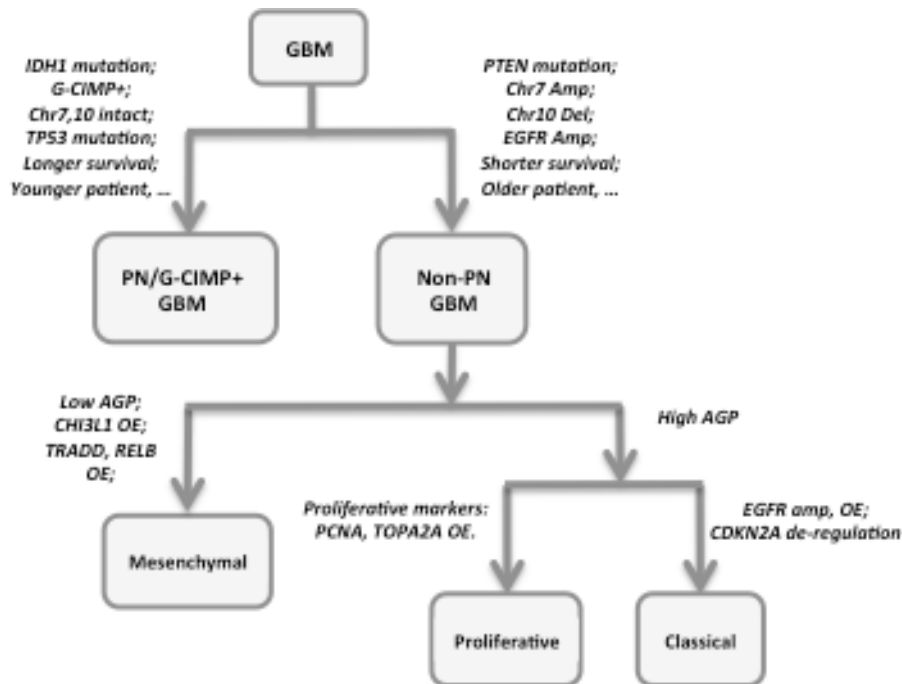 GBM
IDH1 mutation;
G-CIMP+;
Chr7,10 intact;
TP53 mutation;
Longer survival;
Younger patient, ...
PTEN mutation;
Chr7 Amp;
Chr10 Del;
EGFR Amp;
Shorter survival;
Older patient, ...
PN/G-CIMP+
GBM
Non-PN
GBM
Low AGP;
CHI3L1 OE;
TRADD, RELB
OE;
High AGP
Mesenchymal
Proliferative markers:
PCNA, TOPA2A OE.
EGFR amp, OE;
CDKN2A de-regulation
Proliferative
Classical